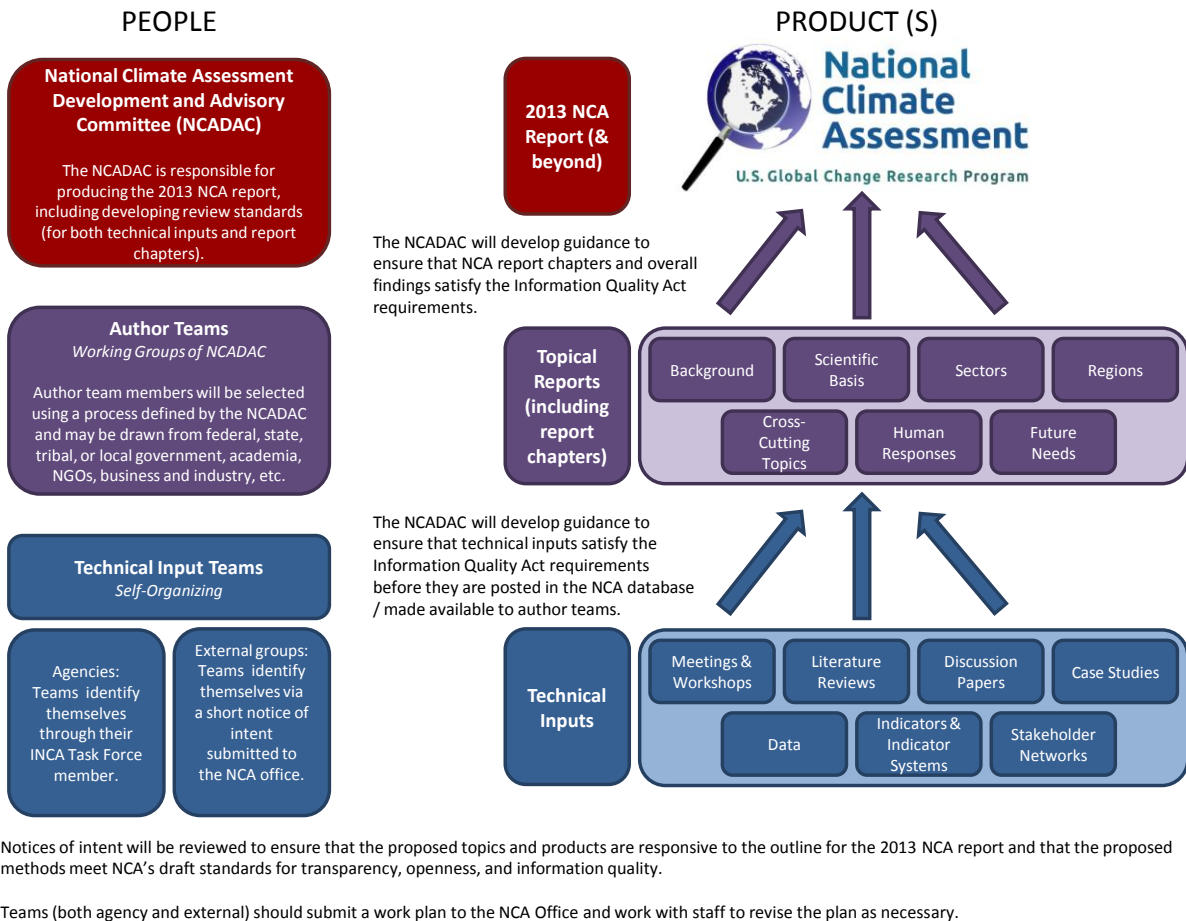 PEOPLE
National Climate Assessment
Development and Advisory
Committee (NCADAC)
The NCADAC is responsible for
producing the 2013 NCA report,
including developing review standards
(for both technical inputs and report
chapters).
Author Teams
Working Groups of NCADAC
Author team members will be selected
using a process defined by the NCADAC
and may be drawn from federal, state,
tribal, or local government, academia,
NGOs, business and industry, etc.
Technical Input Teams
Self-Organizing
Agencies:
Teams identify
themselves
through their
INCA Task Force
member.
External groups:
Teams identify
themselves via
a short notice of
intent
submitted to
the NCA office.
PRODUCT (S)
2013 NCA
Report (&
beyond)
National
Climate
Assessment
U.S. Global Change Research Program
The NCADAC will develop guidance to
ensure that NCA report chapters and overall
findings satisfy the Information Quality Act
requirements.
Topical
Reports
(including
report
chapters)
Background
Scientific
Basis
Sectors
Regions
Cross-
Cutting
Topics
Human
Responses
Future
Needs
The NCADAC will develop guidance to
ensure that technical inputs satisfy the
Information Quality Act requirements
before they are posted in the NCA database
/ made available to author teams.
Technical
Inputs
Meetings &
Workshops
Literature
Reviews
Discussion
Papers
Case Studies
Data
Indicators &
Indicator
Systems
Stakeholder
Networks
Notices of intent will be reviewed to ensure that the proposed topics and products are responsive to the outline for the 2013 NCA report and that the proposed
methods meet NCA's draft standards for transparency, openness, and information quality.
Teams (both agency and external) should submit a work plan to the NCA Office and work with staff to revise the plan as necessary.